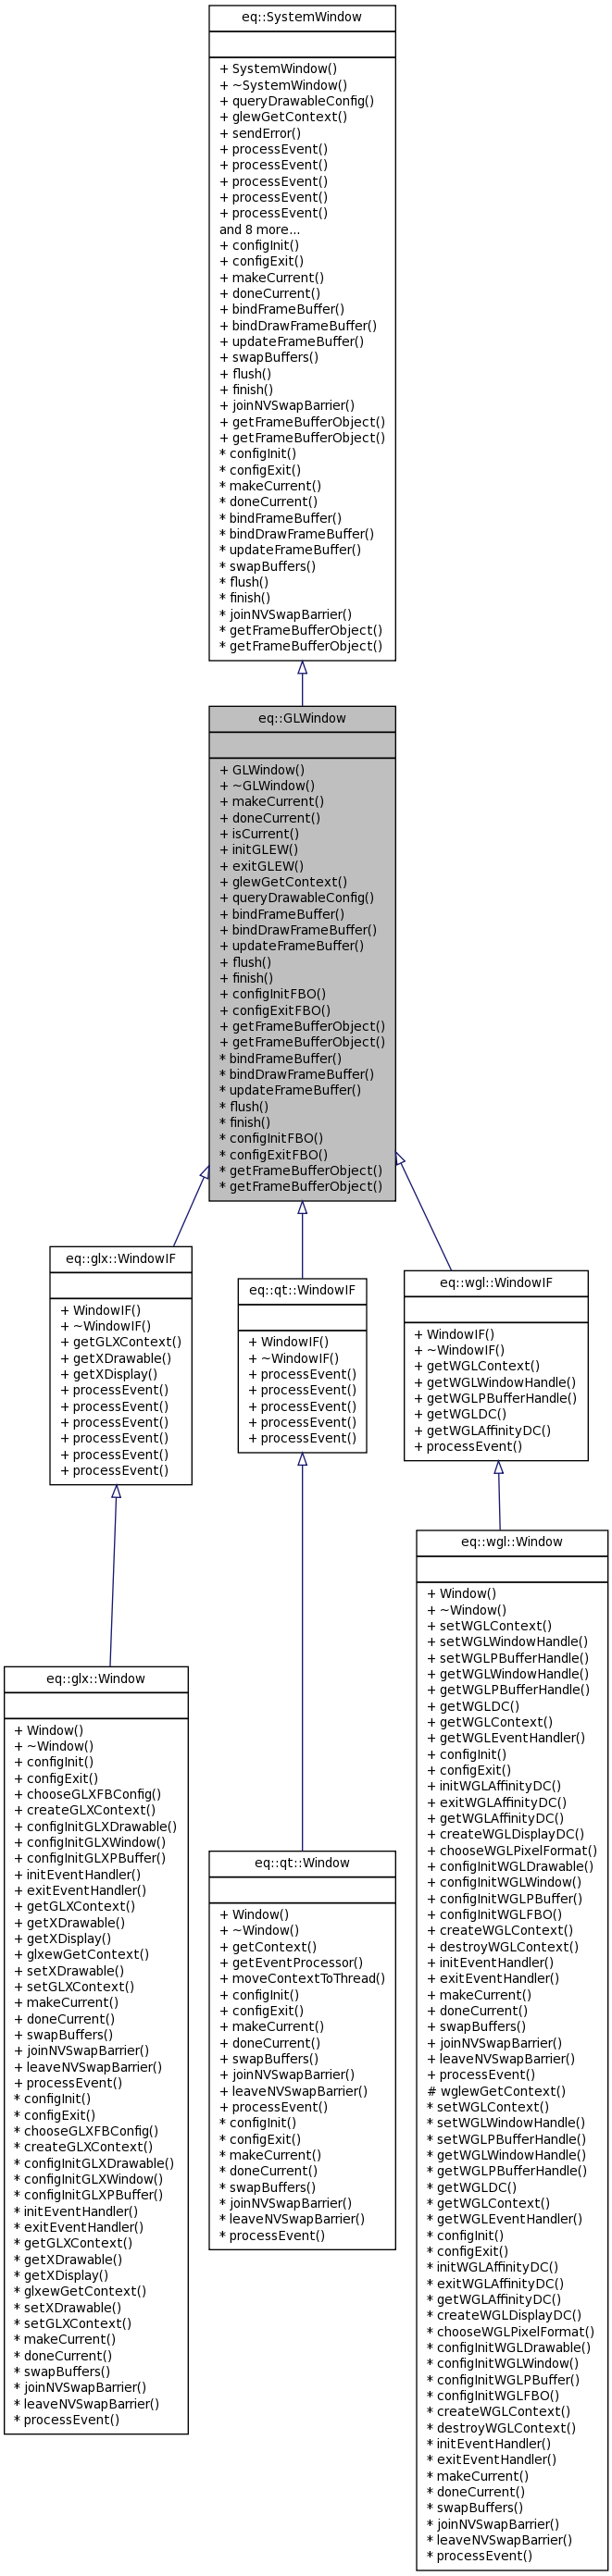 eq::SystemWindow
+ SystemWindow()
+ ~SystemWindow()
+ queryDrawableConfig()
+ glewGetContext()
+ sendError()
+ processEvent()
+ processEvent()
+ processEvent()
+ processEvent()
+ processEvent()
and 8 more...
+ configInit()
+ configExit()
+ makeCurrent()
+ doneCurrent()
+ bindFrameBuffer()
+ bindDrawFrameBuffer()
+ updateFrameBuffer()
+ swapBuffers()
+ flush()
+ finish()
+ joinNVSwapBarrier()
+ getFrameBufferObject()
+ getFrameBufferObject()
* configInit()
* configExit()
* makeCurrent()
* doneCurrent()
* bindFrameBuffer()
* bindDrawFrameBuffer()
* updateFrameBuffer()
* swapBuffers()
* flush()
* finish()
* joinNVSwapBarrier()
* getFrameBufferObject()
* getFrameBufferObject()
eq::GLWindow
+ GLWindow()
+ ~GLWindow()
+ makeCurrent()
+ doneCurrent()
+ isCurrent()
+ initGLEW()
+ exitGLEW()
+ glewGetContext()
+ queryDrawableConfig()
+ bindFrameBuffer()
+ bindDrawFrameBuffer()
+ updateFrameBuffer()
+ flush()
+ finish()
+ configInitFBO()
+ configExitFBO()
+ getFrameBufferObject()
+ getFrameBufferObject()
* bindFrameBuffer()
* bindDrawFrameBuffer()
* updateFrameBuffer()
* flush()
* finish()
* configInitFBO()
* configExitFBO()
* getFrameBufferObject()
* getFrameBufferObject()
eq::glx::WindowIF
+ WindowIF()
+ ~WindowIF()
+ getGLXContext()
+ getXDrawable()
+ getXDisplay()
+ processEvent()
+ processEvent()
+ processEvent()
+ processEvent()
+ processEvent()
+ processEvent()
eq::qt::WindowIF
+ WindowIF()
+ ~WindowIF()
+ processEvent()
+ processEvent()
+ processEvent()
+ processEvent()
+ processEvent()
eq::wgl::WindowIF
+ WindowIF()
+ ~WindowIF()
+ getWGLContext()
+ getWGLWindowHandle()
+ getWGLPBufferHandle()
+ getWGLDC()
+ getWGLAffinityDC()
+ processEvent()
eq::glx::Window
+ Window()
+ ~Window()
+ configInit()
+ configExit()
+ chooseGLXFBConfig()
+ createGLXContext()
+ configInitGLXDrawable()
+ configInitGLXWindow()
+ configInitGLXPBuffer()
+ initEventHandler()
+ exitEventHandler()
+ getGLXContext()
+ getXDrawable()
+ getXDisplay()
+ glxewGetContext()
+ setXDrawable()
+ setGLXContext()
+ makeCurrent()
+ doneCurrent()
+ swapBuffers()
+ joinNVSwapBarrier()
+ leaveNVSwapBarrier()
+ processEvent()
* configInit()
* configExit()
* chooseGLXFBConfig()
* createGLXContext()
* configInitGLXDrawable()
* configInitGLXWindow()
* configInitGLXPBuffer()
* initEventHandler()
* exitEventHandler()
* getGLXContext()
* getXDrawable()
* getXDisplay()
* glxewGetContext()
* setXDrawable()
* setGLXContext()
* makeCurrent()
* doneCurrent()
* swapBuffers()
* joinNVSwapBarrier()
* leaveNVSwapBarrier()
* processEvent()
eq::qt::Window
+ Window()
+ ~Window()
+ getContext()
+ getEventProcessor()
+ moveContextToThread()
+ configInit()
+ configExit()
+ makeCurrent()
+ doneCurrent()
+ swapBuffers()
+ joinNVSwapBarrier()
+ leaveNVSwapBarrier()
+ processEvent()
* configInit()
* configExit()
* makeCurrent()
* doneCurrent()
* swapBuffers()
* joinNVSwapBarrier()
* leaveNVSwapBarrier()
* processEvent()
eq::wgl::Window
+ Window()
+ ~Window()
+ setWGLContext()
+ setWGLWindowHandle()
+ setWGLPBufferHandle()
+ getWGLWindowHandle()
+ getWGLPBufferHandle()
+ getWGLDC()
+ getWGLContext()
+ getWGLEventHandler()
+ configInit()
+ configExit()
+ initWGLAffinityDC()
+ exitWGLAffinityDC()
+ getWGLAffinityDC()
+ createWGLDisplayDC()
+ chooseWGLPixelFormat()
+ configInitWGLDrawable()
+ configInitWGLWindow()
+ configInitWGLPBuffer()
+ configInitWGLFBO()
+ createWGLContext()
+ destroyWGLContext()
+ initEventHandler()
+ exitEventHandler()
+ makeCurrent()
+ doneCurrent()
+ swapBuffers()
+ joinNVSwapBarrier()
+ leaveNVSwapBarrier()
+ processEvent()
# wglewGetContext()
* setWGLContext()
* setWGLWindowHandle()
* setWGLPBufferHandle()
* getWGLWindowHandle()
* getWGLPBufferHandle()
* getWGLDC()
* getWGLContext()
* getWGLEventHandler()
* configInit()
* configExit()
* initWGLAffinityDC()
* exitWGLAffinityDC()
* getWGLAffinityDC()
* createWGLDisplayDC()
* chooseWGLPixelFormat()
* configInitWGLDrawable()
* configInitWGLWindow()
* configInitWGLPBuffer()
* configInitWGLFBO()
* createWGLContext()
* destroyWGLContext()
* initEventHandler()
* exitEventHandler()
* makeCurrent()
* doneCurrent()
* swapBuffers()
* joinNVSwapBarrier()
* leaveNVSwapBarrier()
* processEvent()